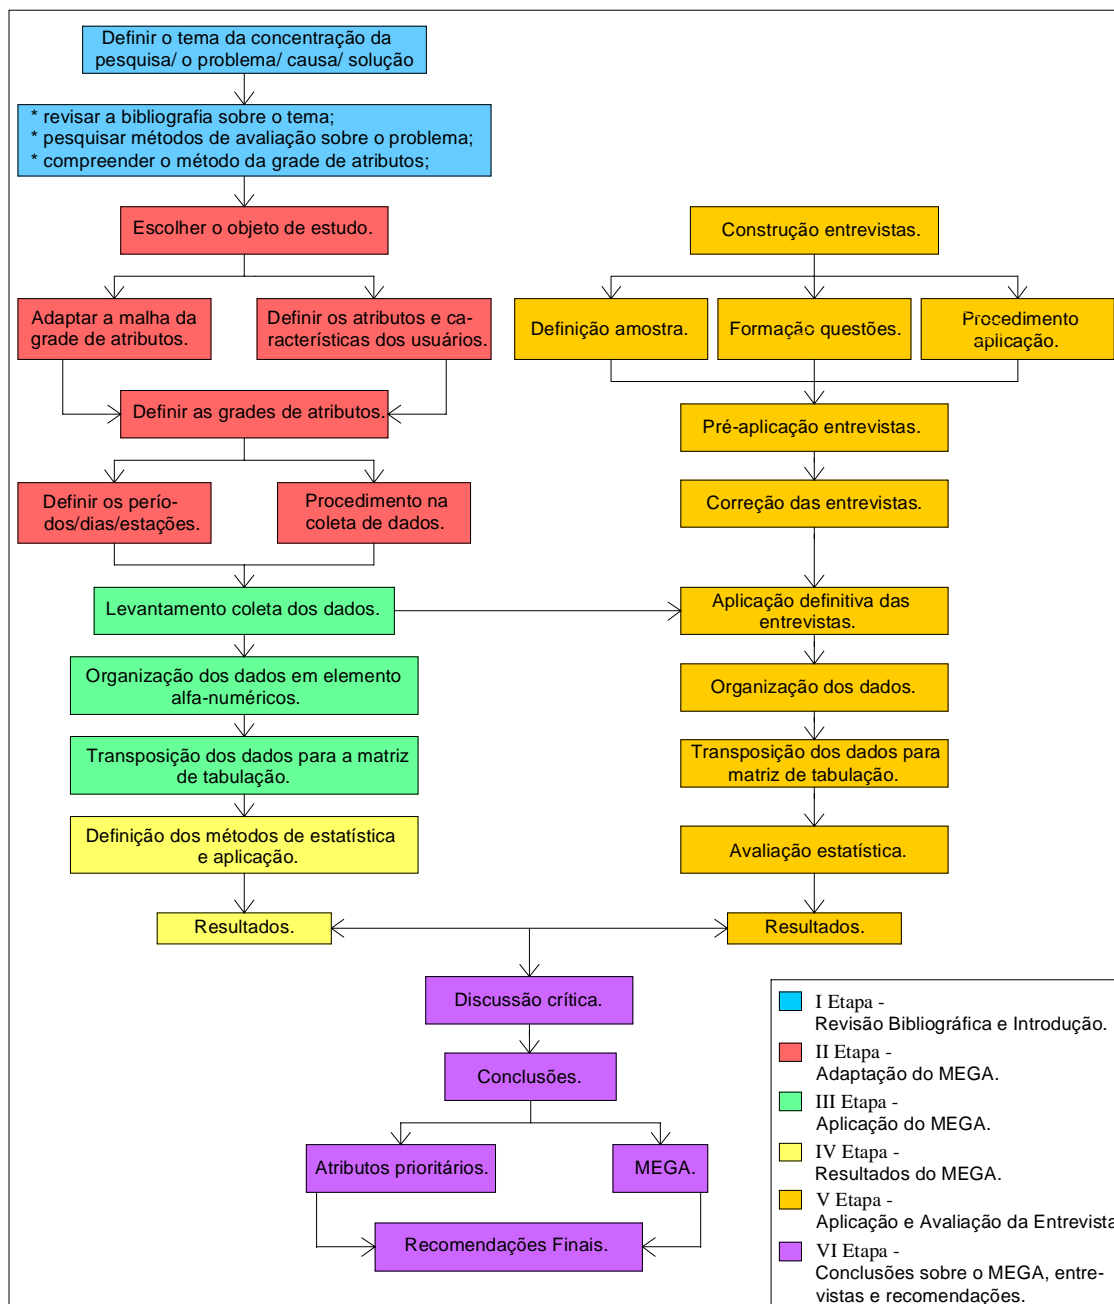 Definir o tema da concentração da
pesquisa/ o problema/ causa/ solução
* revisar a bibliografia sobre o tema;
* pesquisar métodos de avaliação sobre o problema;
* compreender o método da grade de atributos;
Escolher o objeto de estudo.
Adaptar a malha da
grade de atributos.
Definir os atributos e ca-
racterísticas dos usuários.
Definir as grades de atributos.
Definir os perío-
dos/dias/estações.
Procedimento na
coleta de dados.
Levantamento coleta dos dados.
Organização dos dados em elemento
alfa-numéricos.
Transposição dos dados para a matriz
de tabulação.
Definição dos métodos de estatística
e aplicação.
Resultados.
Construção entrevistas.
Definição amostra.
Formação questões.
Procedimento
aplicação.
Pré-aplicação entrevistas.
Correção das entrevistas.
Aplicação definitiva das
entrevistas.
Organização dos dados.
Transposição dos dados para
matriz de tabulação.
Avaliação estatística.
Resultados.
Discussão crítica.
Conclusões.
Atributos prioritários.
MEGA.
Recomendações Finais.
I Etapa -
Revisão Bibliográfica e Introdução.
II Etapa -
Adaptação do MEGA.
III Etapa -
Aplicação do MEGA.
IV Etapa -
Resultados do MEGA.
V Etapa -
Aplicação e Avaliação da Entrevista
VI Etapa -
Conclusões sobre o MEGA, entre-
vistas e recomendações.